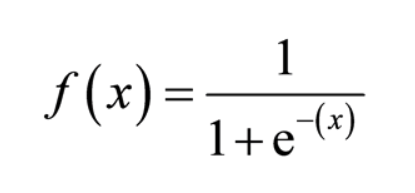 f(x) = 1 / (1+e^{-(x)})